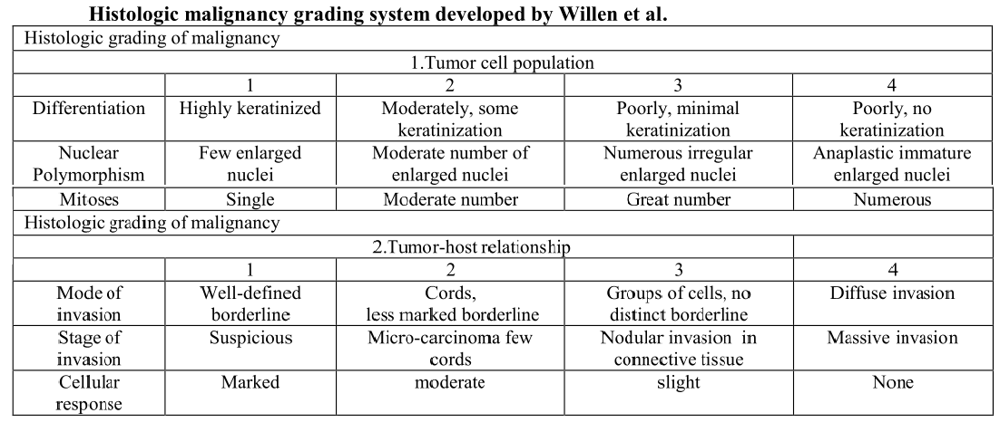 Histologic malignancy grading system developed by Willen et al.
Histologic grading of malignancy
1.Tumor cell population
1 2 3 4
Differentiation Highly keratinized Moderately, some keratinization Poorly, minimal keratinization Poorly, no keratinization
Nuclear Polymorphism Few enlarged nuclei Moderate number of enlarged nuclei Numerous irregular enlarged nuclei Anaplastic immature enlarged nuclei
Mitoses Single Moderate number Great number Numerous
Histologic grading of malignancy
2.Tumor-host relationship
1 2 3 4
Mode of invasion Well-defined borderline Cords, less marked borderline Groups of cells, no distinct borderline Diffuse invasion
Stage of invasion Suspicious Micro-carcinoma few cords Nodular invasion in connective tissue Massive invasion
Cellular response Marked moderate slight None